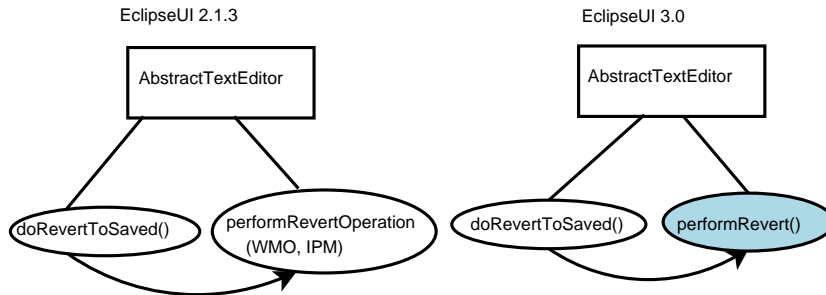 EclipseUI 2.1.3
EclipseUI 3.0
AbstractTextEditor
AbstractTextEditor
doRevertToSaved()
performRevertOperation
(WMO, IPM)
doRevertToSaved()
performRevert()